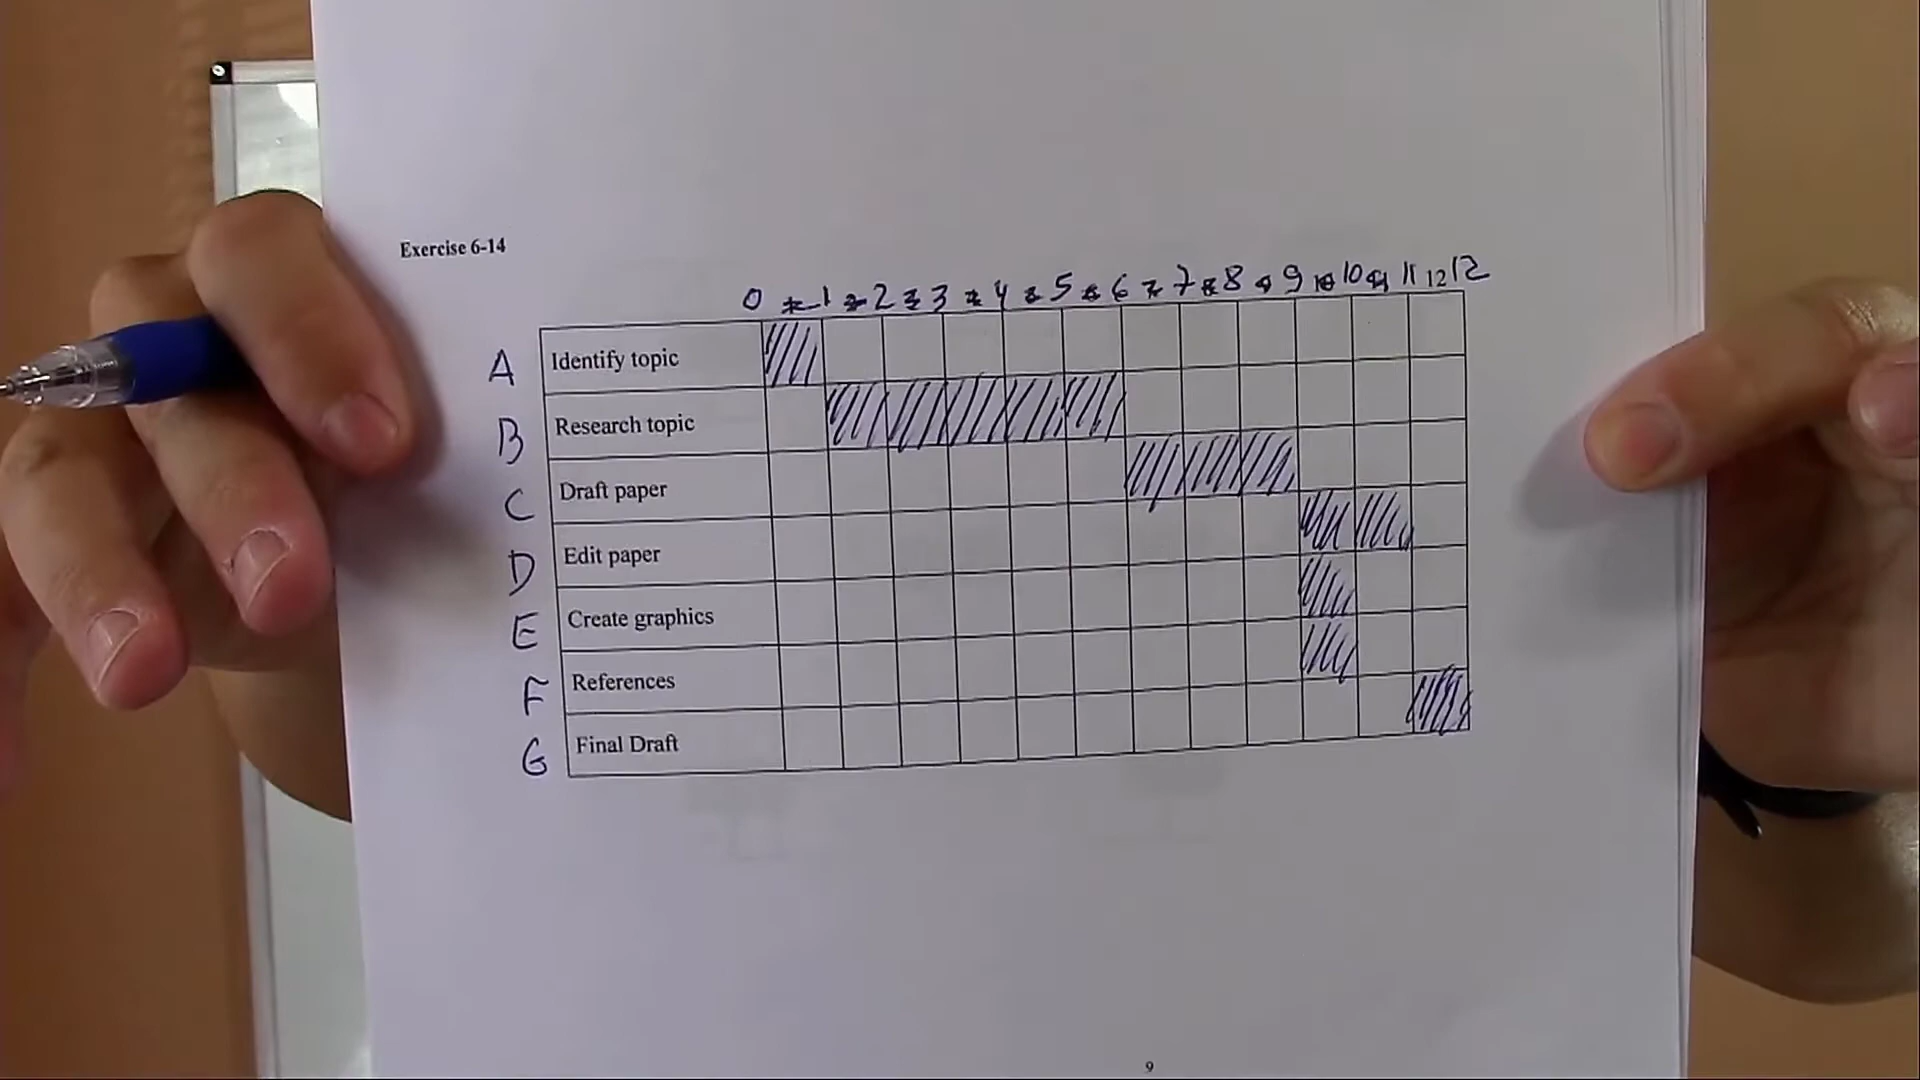 Exercise 6-14
0 1 2 3 4 5 6 7 8 9 10 11 12 12
A Identify topic
B Research topic
C Draft paper
D Edit paper
E Create graphics
F References
G Final Draft
9